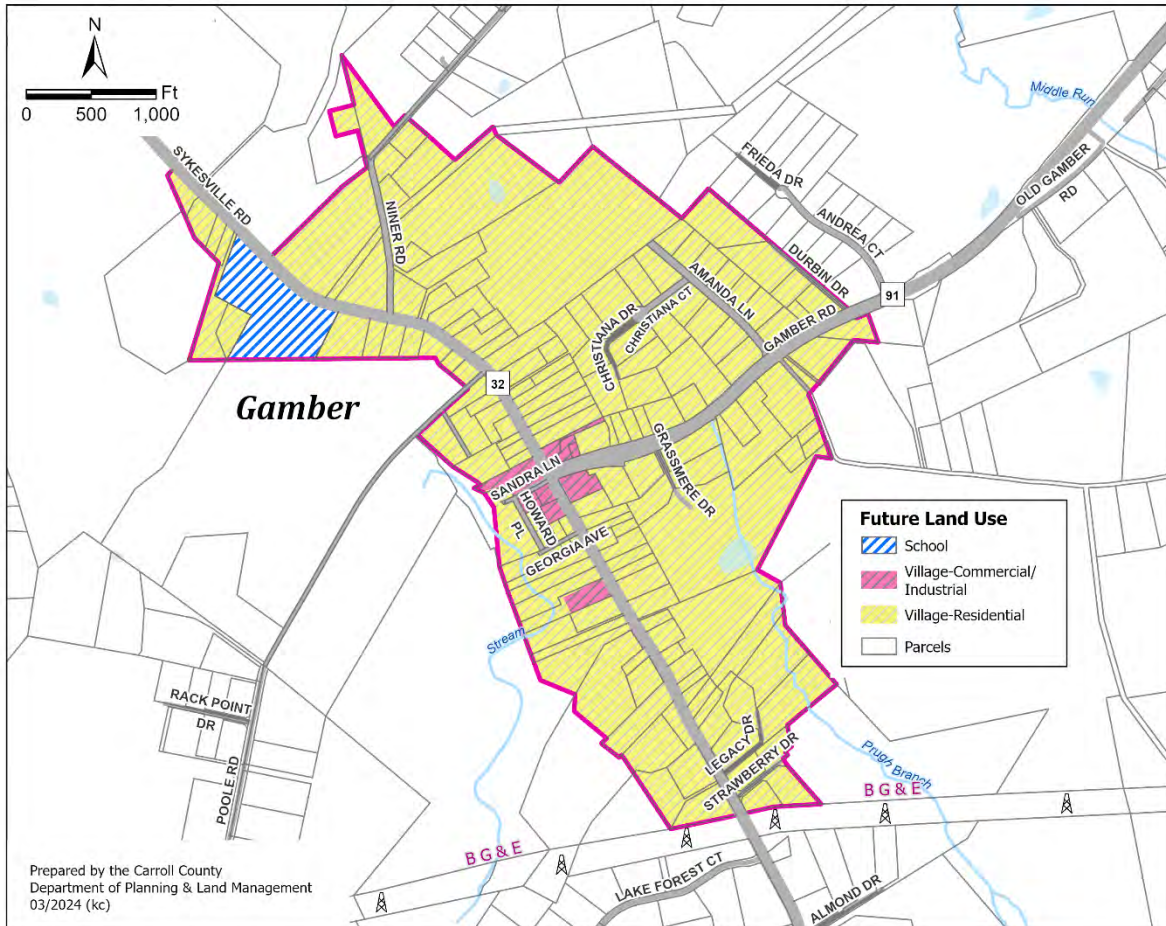 N
Ft
0 500 1,000
SYKESVILLE RD
NINER RD
FRIEDA DR
ANDREA CT
DURBIN DR
Middle Run
OLD GAMBER
RD
91
AMANDA LN
GAMBER RD
CHRISTIANA DR
CHRISTIANA CT
32
Gamber
SANDRA LN
HOWARD
PL
GRASSMERE DR
GEORGIA AVE
Stream
Future Land Use
School
Village-Commercial/
Industrial
Village-Residential
Parcels
RACK POINT
DR
POOLE RD
LEGACY DR
STRAWBERRY DR
Prugh Branch
B G & E
B G & E
LAKE FOREST CT
ALMOND DR
Prepared by the Carroll County
Department of Planning & Land Management
03/2024 (kc)